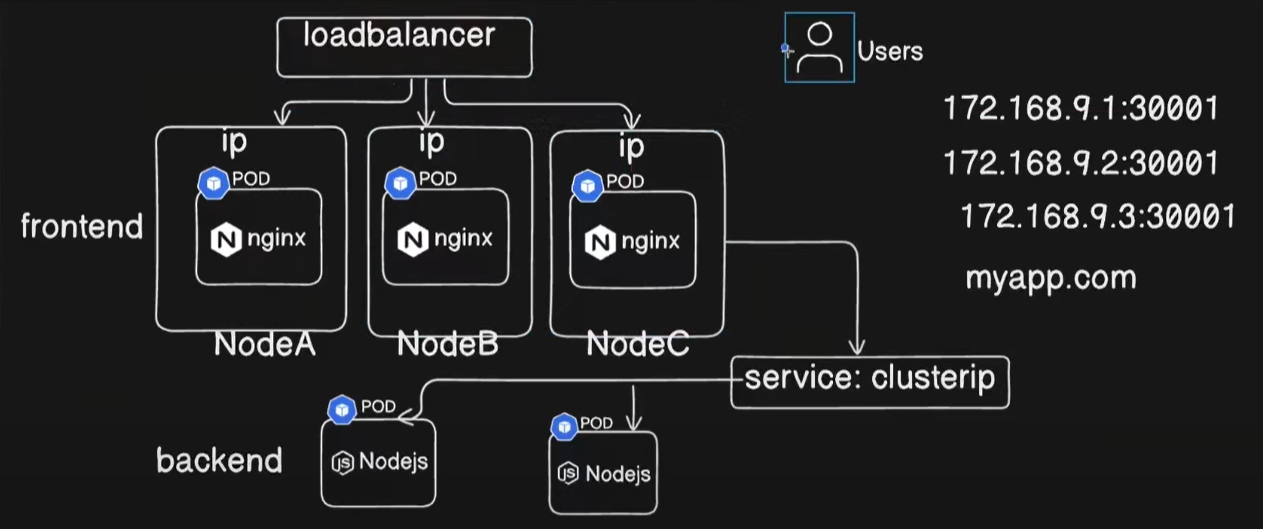 loadbalancer
Users
172.168.9.1:30001
172.168.9.2:30001
172.168.9.3:30001
myapp.com
frontend
ip
POD
N nginx
NodeA
ip
POD
N nginx
NodeB
ip
POD
N nginx
NodeC
service: clusterip
backend
POD
JS Nodejs
POD
JS Nodejs